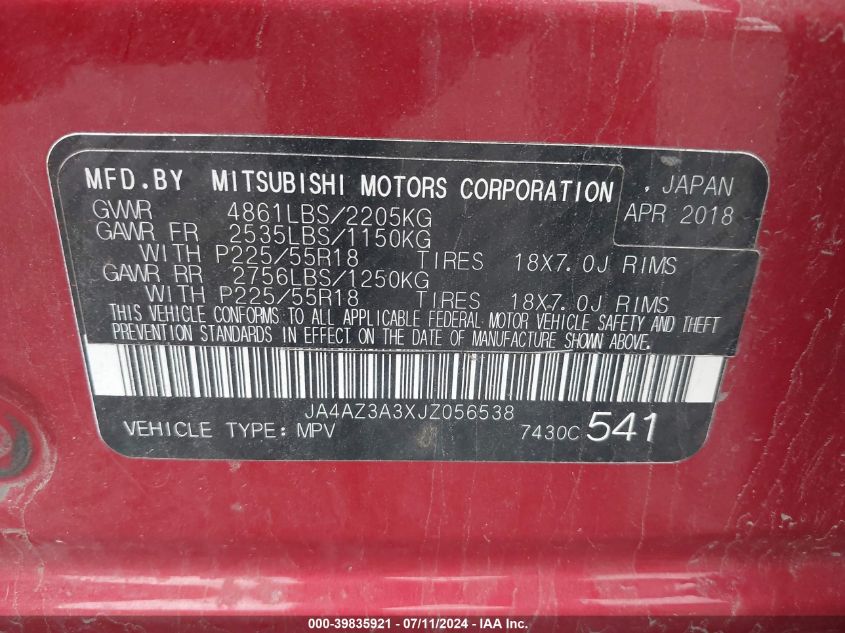 MFD.BY MITSUBISHI MOTORS CORPORATION , JAPAN
GVWR 4861LBS/2205KG APR 2018
GAWR FR 2535LBS/1150KG
WITH P225/55R18 TIRES 18X7.0J RIMS
GAWR RR 2756LBS/1250KG
WITH P225/55R18 TIRES 18X7.0J RIMS
THIS VEHICLE CONFORMS TO ALL APPLICABLE FEDERAL MOTOR VEHICLE SAFETY AND THEFT
PREVENTION STANDARDS IN EFFECT ON THE DATE OF MANUFACTURE SHOWN ABOVE.
JA4AZ3A3XJZ056538
VEHICLE TYPE: MPV 7430C 541
000-39835921 - 07/11/2024 - IAAI Inc.